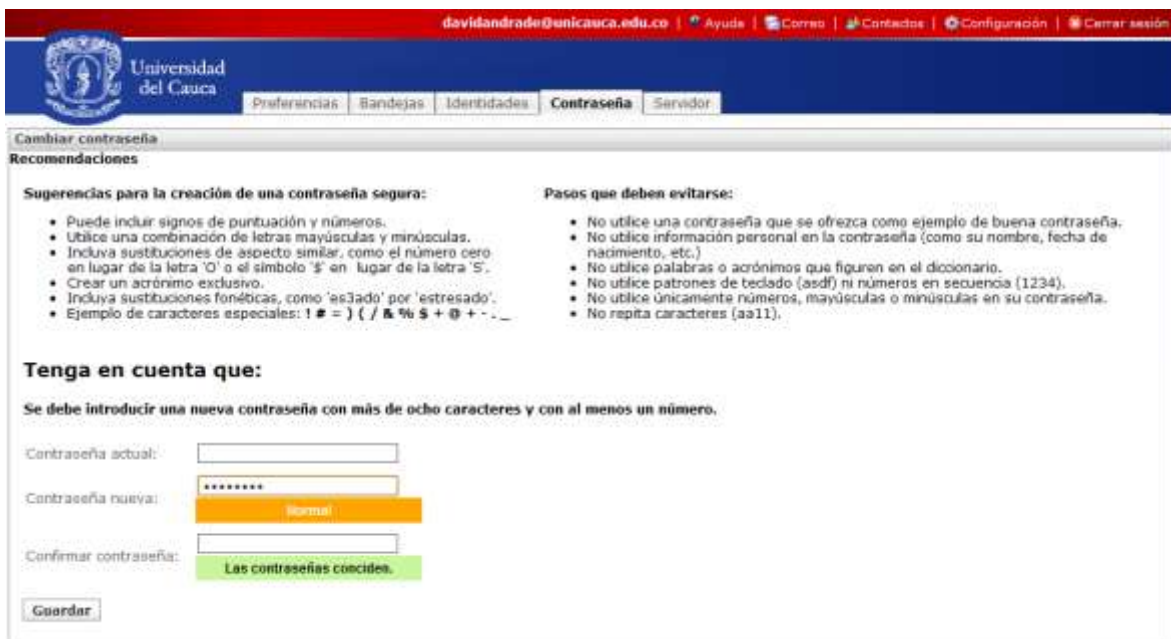 davidandrade@unicauca.edu.co | Ayuda | Correo | Contactos | Configuración | Cerrar sesión
Universidad
del Cauca
Preferencias Bandejas Identidades Contraseña Servidor
Cambiar contraseña
Recomendaciones
Sugerencias para la creación de una contraseña segura:
• Puede incluir signos de puntuación y números.
• Utilice una combinación de letras mayúsculas y minúsculas.
• Incluya sustituciones de aspecto similar, como el número cero
en lugar de la letra 'O' o el símbolo '$' en lugar de la letra 'S'.
• Crear un acrónimo exclusivo.
• Incluya sustituciones fonéticas, como 'es3ado' por 'estresado'.
• Ejemplo de caracteres especiales: ! # = ) ( / & % $ + @ + - . _
Pasos que deben evitarse:
• No utilice una contraseña que se ofrezca como ejemplo de buena contraseña.
• No utilice información personal en la contraseña (como su nombre, fecha de
nacimiento, etc.)
• No utilice palabras o acrónimos que figuren en el diccionario.
• No utilice patrones de teclado (asdf) ni números en secuencia (1234).
• No utilice únicamente números, mayúsculas o minúsculas en su contraseña.
• No repita caracteres (aa11).
Tenga en cuenta que:
Se debe introducir una nueva contraseña con más de ocho caracteres y con al menos un número.
Contraseña actual:
Contraseña nueva: ••••••••
Normal
Confirmar contraseña:
Las contraseñas conciden.
Guardar